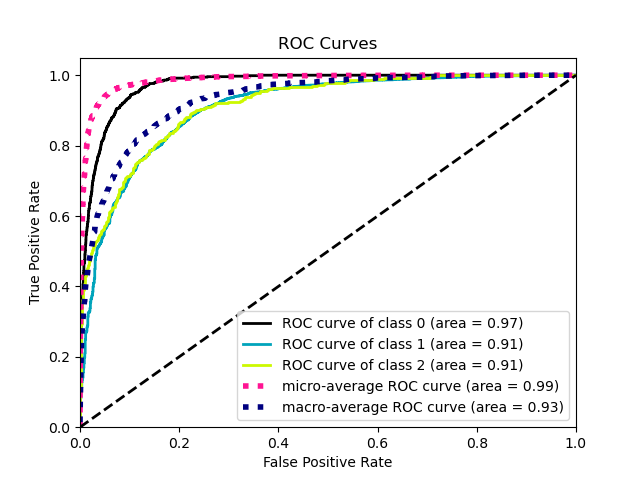 ROC Curves
True Positive Rate
1.0
0.8
0.6
0.4
0.2
0.0
0.0 0.2 0.4 0.6 0.8 1.0
False Positive Rate
ROC curve of class 0 (area = 0.97)
ROC curve of class 1 (area = 0.91)
ROC curve of class 2 (area = 0.91)
micro-average ROC curve (area = 0.99)
macro-average ROC curve (area = 0.93)